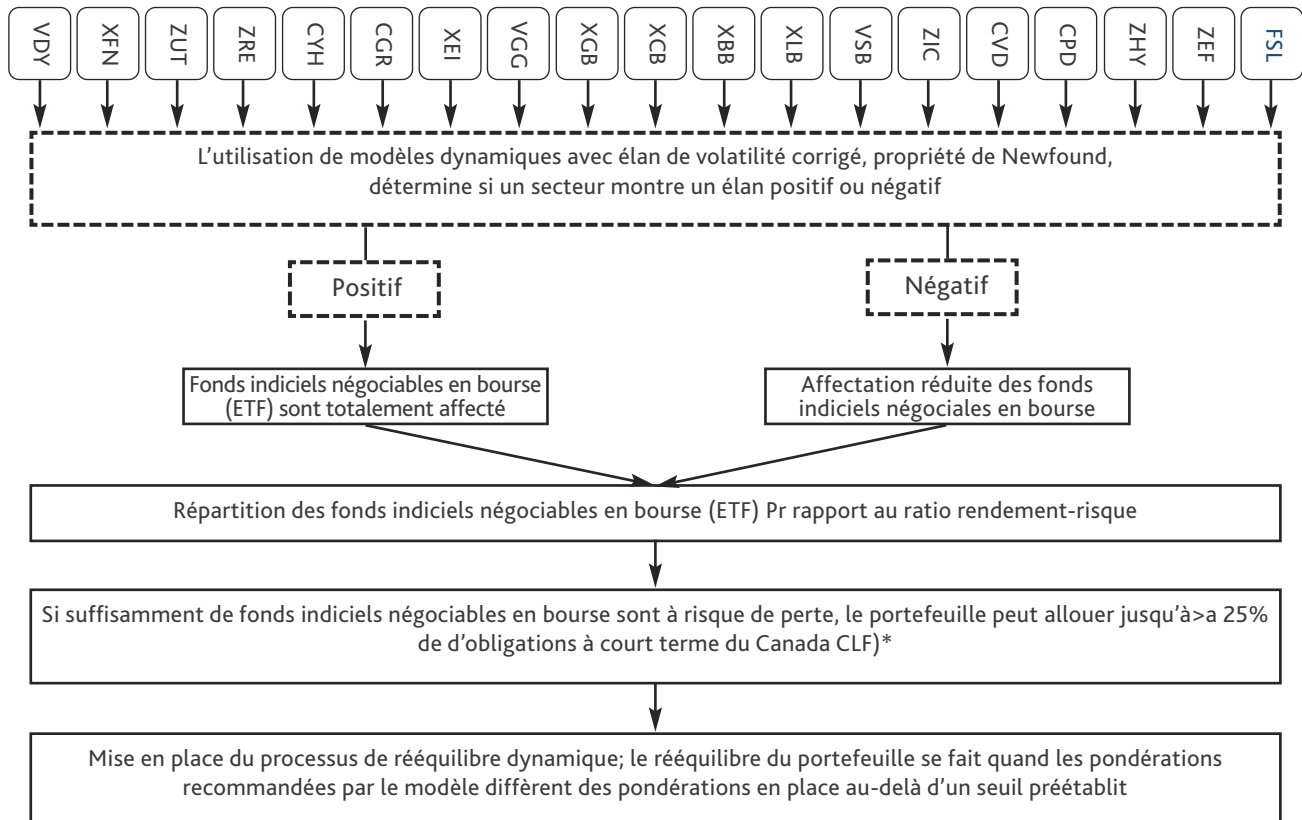 VDY
XFN
ZUT
ZRE
CYH
CGR
XEI
VGG
XGB
XCB
XBB
XLB
VSB
ZIC
CVD
CPD
ZHY
ZEF
FSL
L'utilisation de modèles dynamiques avec élan de volatilité corrigé, propriété de Newfound,
détermine si un secteur montre un élan positif ou négatif
Positif
Négatif
Fonds indiciels négociables en bourse
(ETF) sont totalement affecté
Affectation réduite des fonds
indiciels négociales en bourse
Répartition des fonds indiciels négociables en bourse (ETF) Pr rapport au ratio rendement-risque
Si suffisamment de fonds indiciels négociables en bourse sont à risque de perte, le portefeuille peut allouer jusqu'à>a 25%
de d'obligations à court terme du Canada CLF)*
Mise en place du processus de rééquilibre dynamique; le rééquilibre du portefeuille se fait quand les pondérations
recommandées par le modèle diffèrent des pondérations en place au-delà d'un seuil préétablit